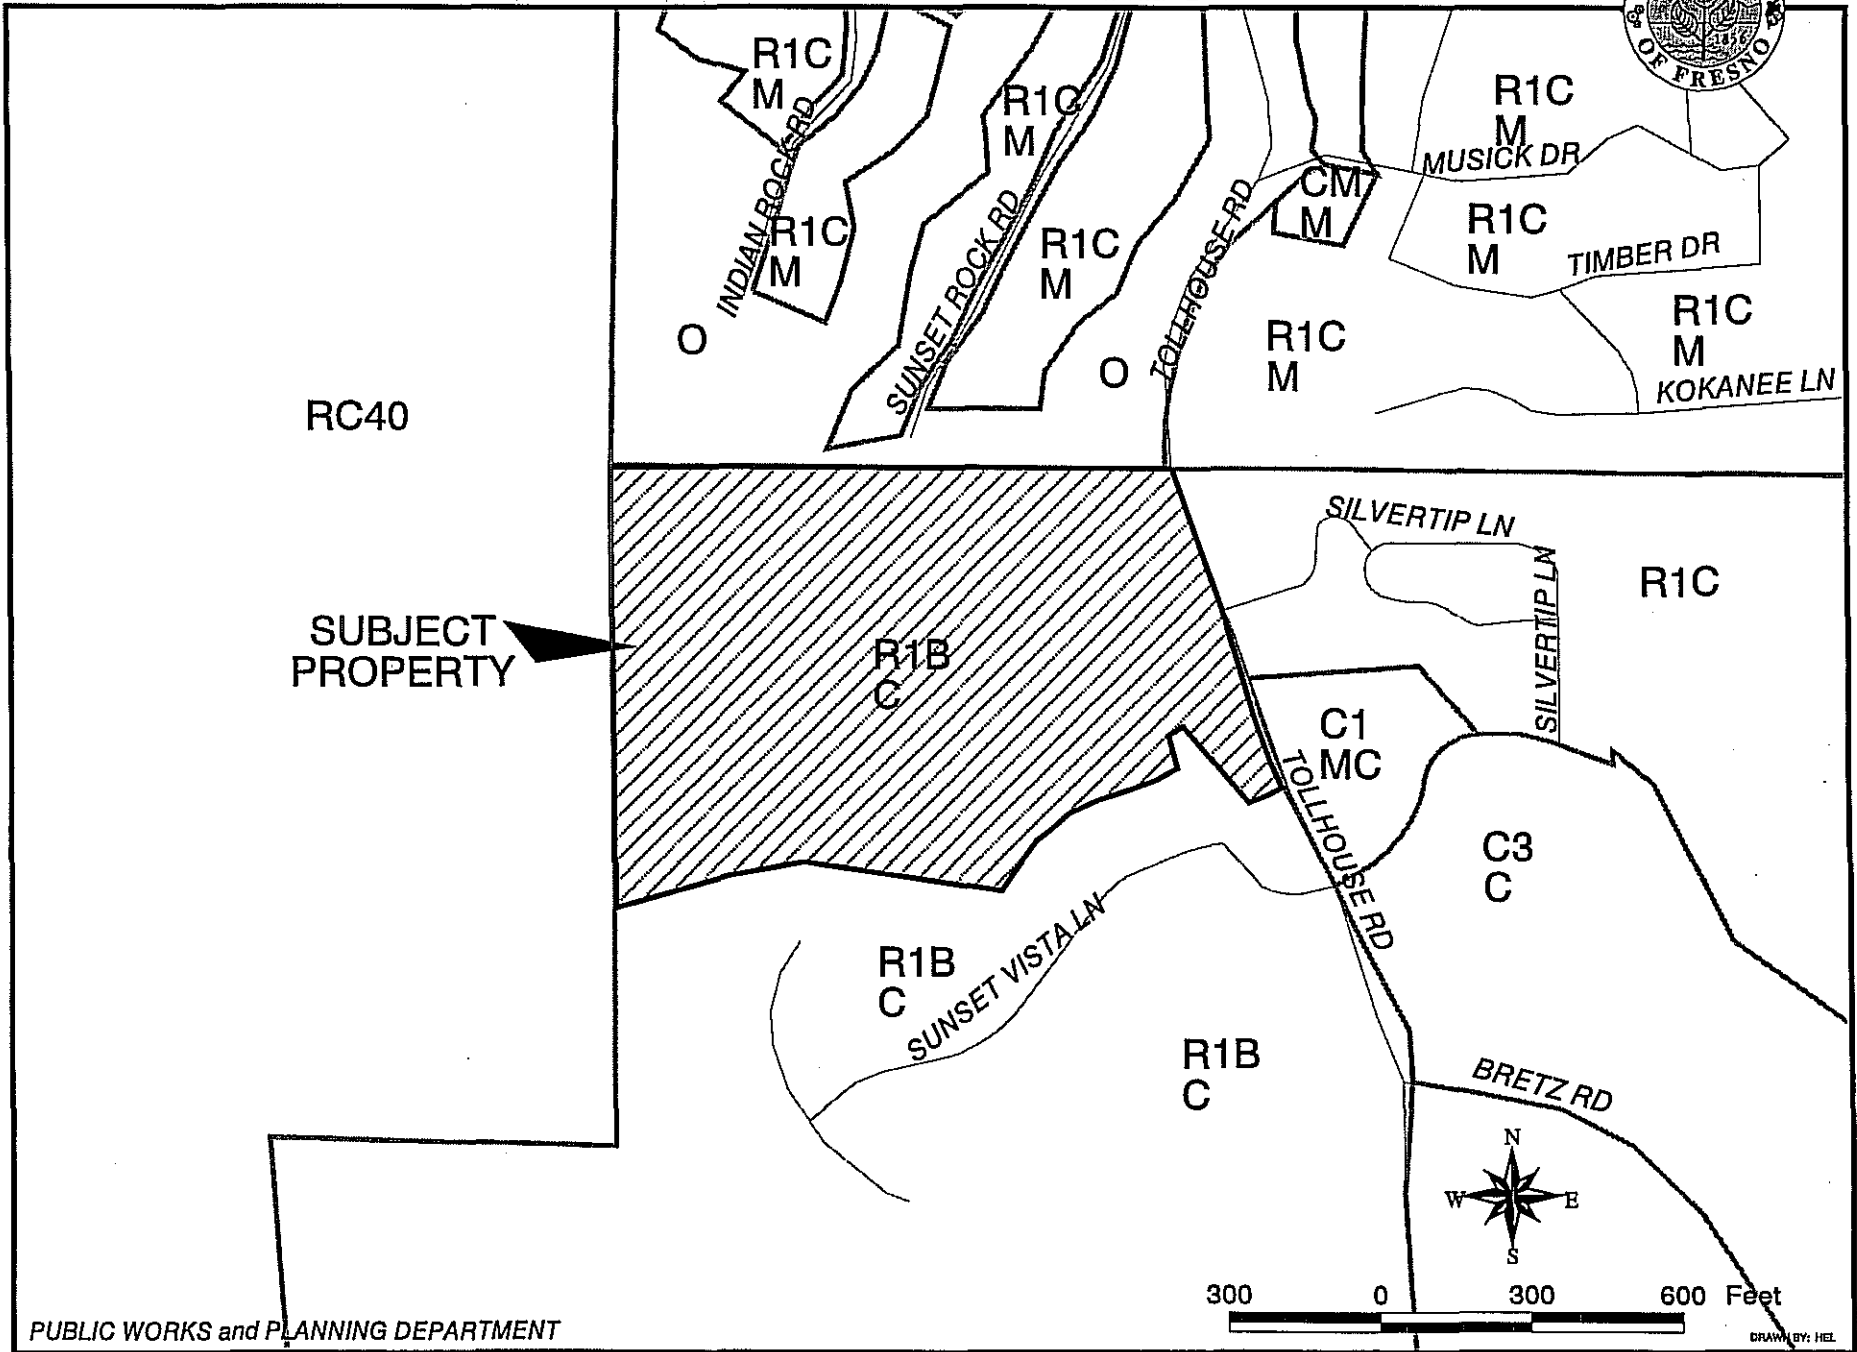 1856
OF FRESNO
R1C
M
R1C
M
R1C
M
INDIAN ROCK RD
MUSICK DR
CM
M
R1C
M
R1C
M
R1C
M
TIMBER DR
SUNSET ROCK RD
TOLLHOUSE RD
O
R1C
M
R1C
M
O
KOKANEE LN
RC40
SILVERTIP LN
R1C
SILVERTIP LN
SUBJECT
PROPERTY
R1B
C
C1
MC
TOLLHOUSE RD
C3
C
R1B
C
SUNSET VISTA LN
R1B
C
BRETZ RD
N
W E
S
300 0 300 600 Feet
PUBLIC WORKS and PLANNING DEPARTMENT
DRAWN BY: HEL